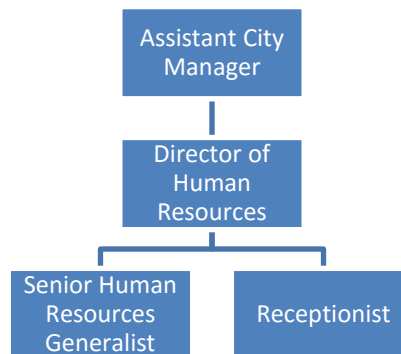 Assistant City
Manager
Director of
Human
Resources
Senior Human
Resources
Generalist
Receptionist